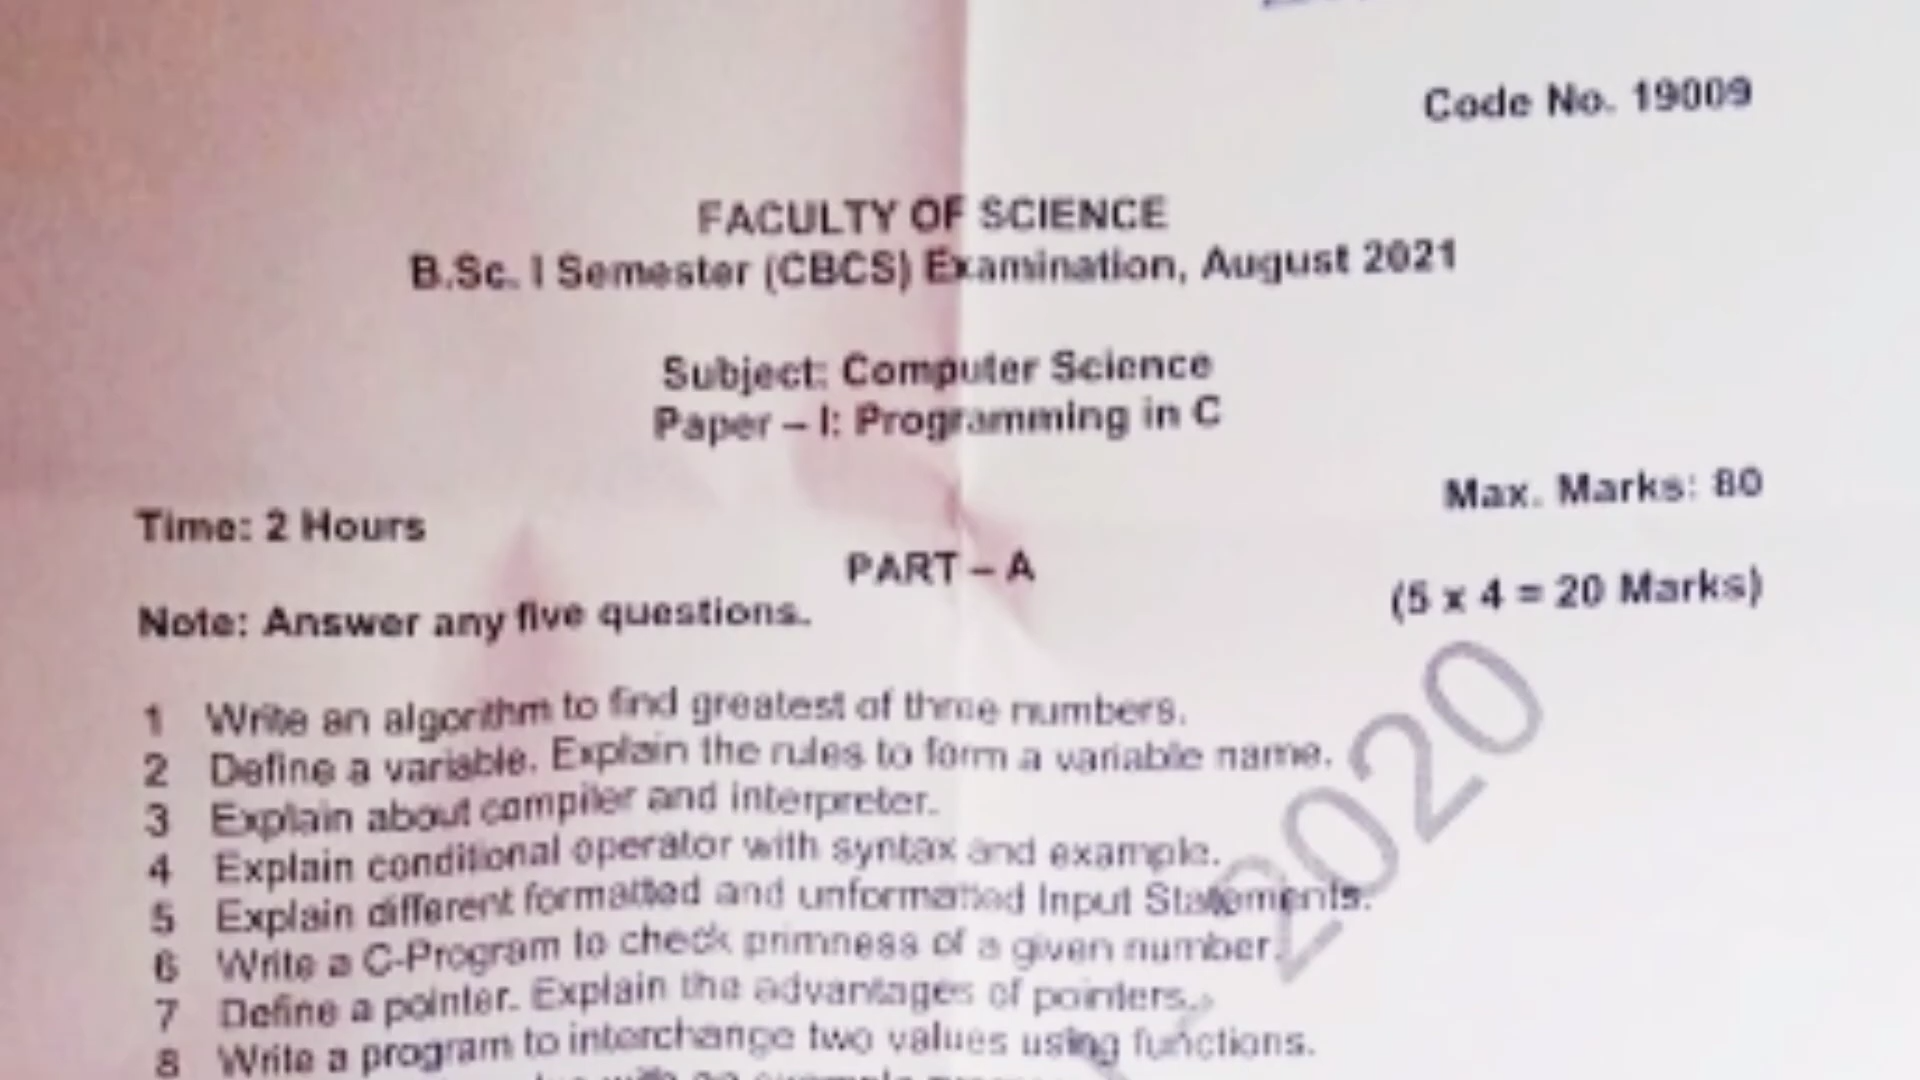 Code No. 19009
FACULTY OF SCIENCE
B.Sc. I Semester (CBCS) Examination, August 2021
Subject: Computer Science
Paper – I: Programming in C
Time: 2 Hours
Max. Marks: 80
PART – A
Note: Answer any five questions.
(5 x 4 = 20 Marks)
1 Write an algorithm to find greatest of three numbers.
2 Define a variable. Explain the rules to form a variable name.
3 Explain about compiler and interpreter.
4 Explain conditional operator with syntax and example.
5 Explain different formatted and unformatted Input Statements.
6 Write a C-Program to check primness of a given number.
7 Define a pointer. Explain the advantages of pointers.
8 Write a program to interchange two values using functions.
with an example
2020